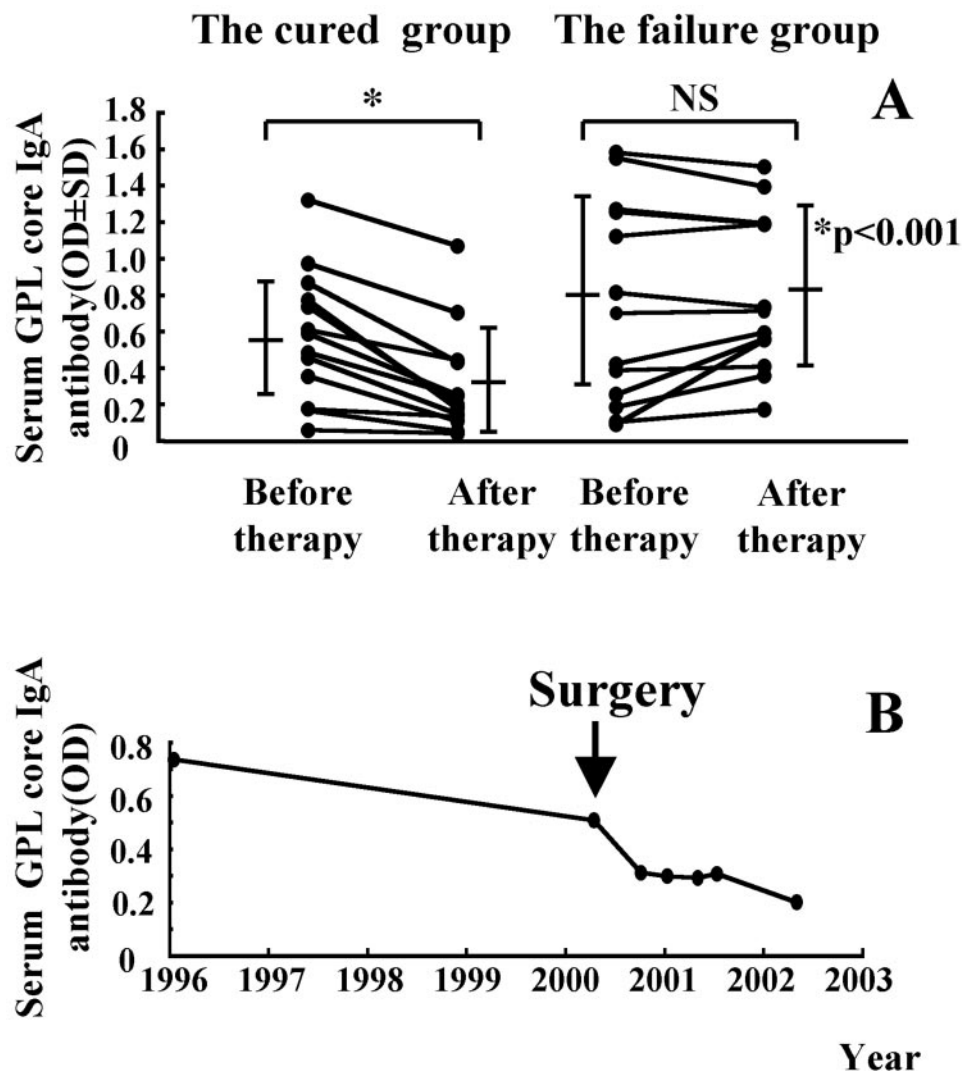 The cured group
The failure group
A
*
NS
Serum GPL core IgA
antibody(OD±SD)
1.8
1.6
1.4
1.2
1.0
0.8
0.6
0.4
0.2
0
*p<0.001
Before
therapy
After
therapy
Before
therapy
After
therapy
B
Surgery
Serum GPL core IgA
antibody(OD)
0.8
0.6
0.4
0.2
0
1996
1997
1998
1999
2000
2001
2002
2003
Year